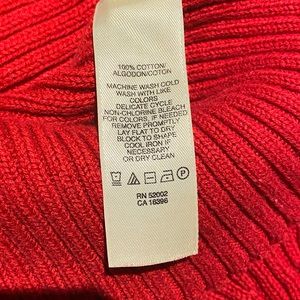 100% COTTON/
ALGODON/COTON
MACHINE WASH COLD
WASH WITH LIKE
COLORS
DELICATE CYCLE
NON-CHLORINE BLEACH
FOR COLORS, IF NEEDED
REMOVE PROMPTLY
LAY FLAT TO DRY
BLOCK TO SHAPE
COOL IRON IF
NECESSARY
OR DRY CLEAN
P
RN 52002
CA 16396